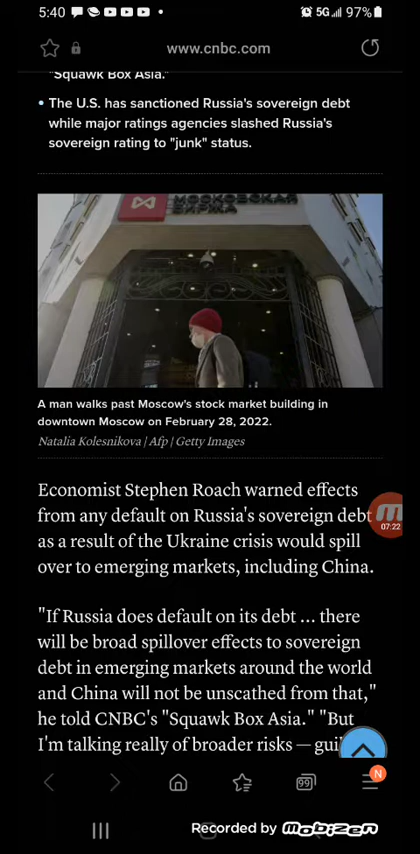 5:40
5G
97%
www.cnbc.com
"Squawk Box Asia."
• The U.S. has sanctioned Russia's sovereign debt
while major ratings agencies slashed Russia's
sovereign rating to "junk" status.
МОСКОВСКАЯ
БИРЖА
A man walks past Moscow's stock market building in
downtown Moscow on February 28, 2022.
Natalia Kolesnikova | Afp | Getty Images
Economist Stephen Roach warned effects
from any default on Russia's sovereign debt
as a result of the Ukraine crisis would spill
over to emerging markets, including China.
07:22
"If Russia does default on its debt ... there
will be broad spillover effects to sovereign
debt in emerging markets around the world
and China will not be unscathed from that,"
he told CNBC's "Squawk Box Asia." "But
I'm talking really of broader risks —
99
N
Recorded by Mobizen